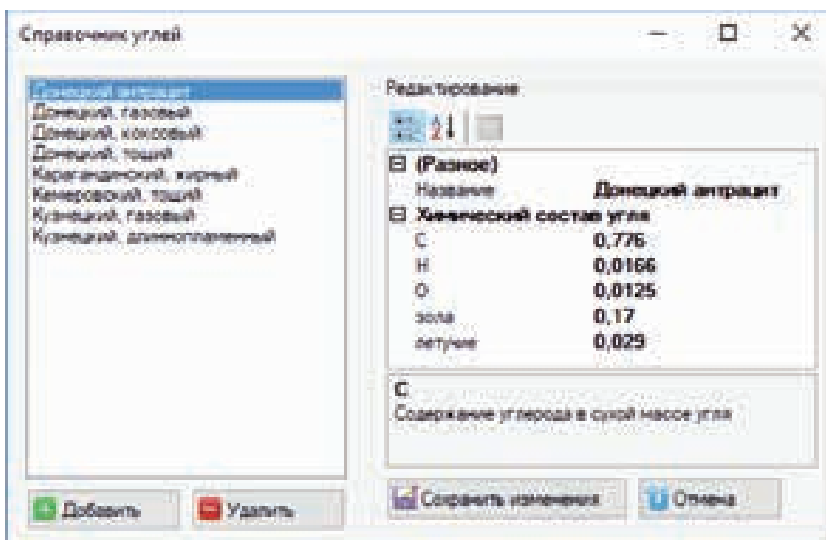 Справочник углей
Донецкий антрацит
Донецкий, газовый
Донецкий, коксовый
Донецкий, тощий
Карагандинский, жирный
Кемеровский, тощий
Кузнецкий, газовый
Кузнецкий, длиннопламенный
Добавить
Удалить
Редактирование
(Разное)
Название Донецкий антрацит
Химический состав угля
С 0,776
Н 0,0166
О 0,0125
зола 0,17
летучие 0,029
С
Содержание углерода в сухой массе угля
Сохранить изменения
Отмена